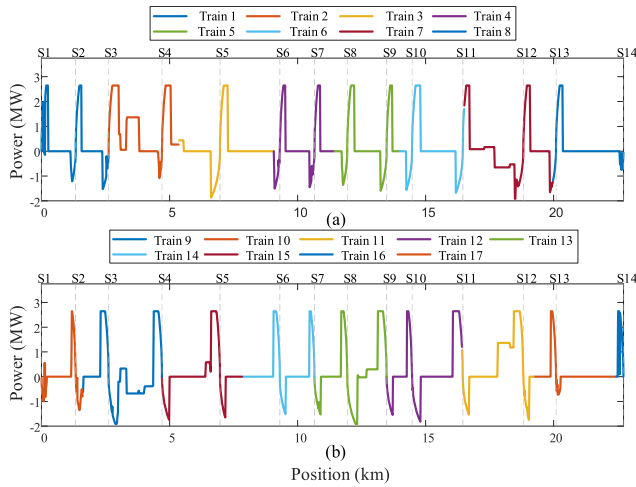 Train 1 Train 2 Train 3 Train 4
Train 5 Train 6 Train 7 Train 8
S1 S2 S3 S4 S5 S6 S7 S8 S9 S10 S11 S12 S13 S14
Power (MW)
3
2
1
0
-1
-2
0 5 10 15 20
(a)
Train 9 Train 10 Train 11 Train 12 Train 13
Train 14 Train 15 Train 16 Train 17
S1 S2 S3 S4 S5 S6 S7 S8 S9 S10 S11 S12 S13 S14
Power (MW)
3
2
1
0
-1
-2
0 5 10 15 20
(b)
Position (km)